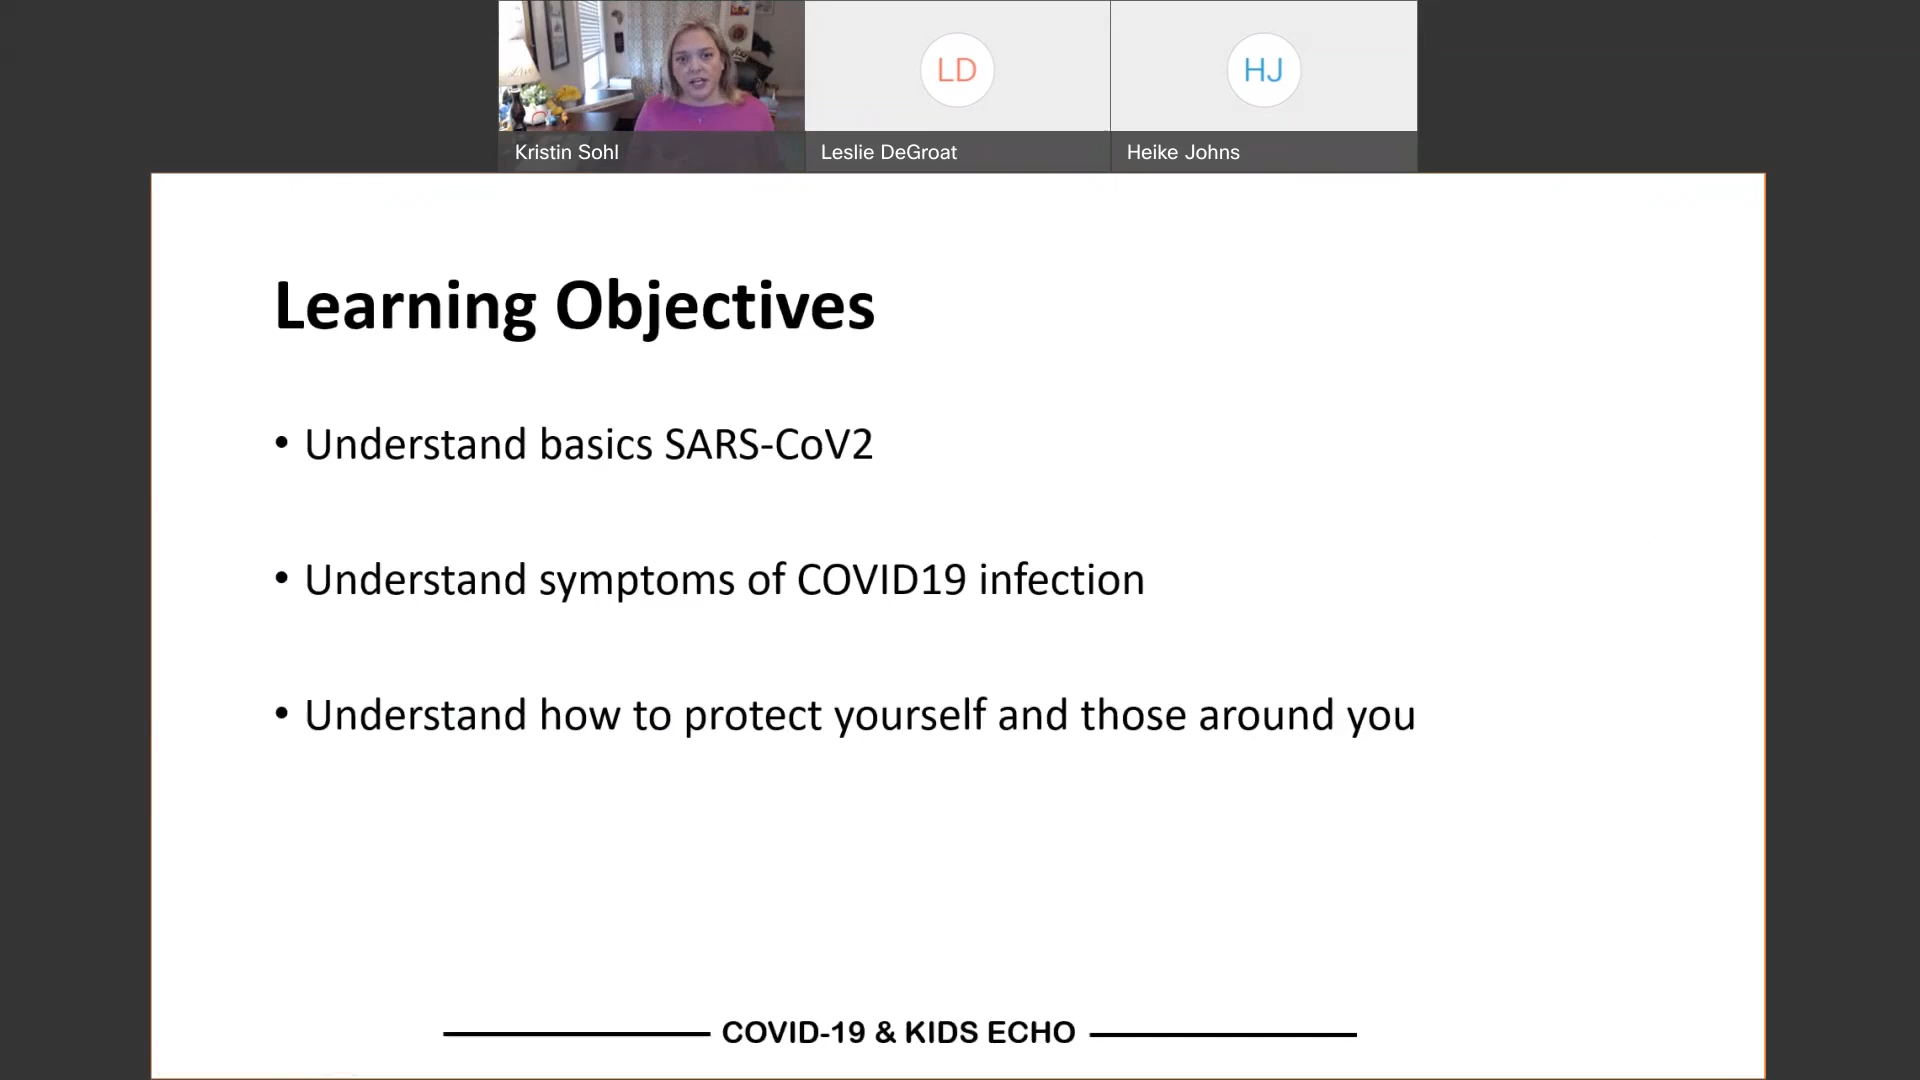 LD
HJ
Kristin Sohl
Leslie DeGroat
Heike Johns
Learning Objectives
• Understand basics SARS-CoV2
• Understand symptoms of COVID19 infection
• Understand how to protect yourself and those around you
COVID-19 & KIDS ECHO